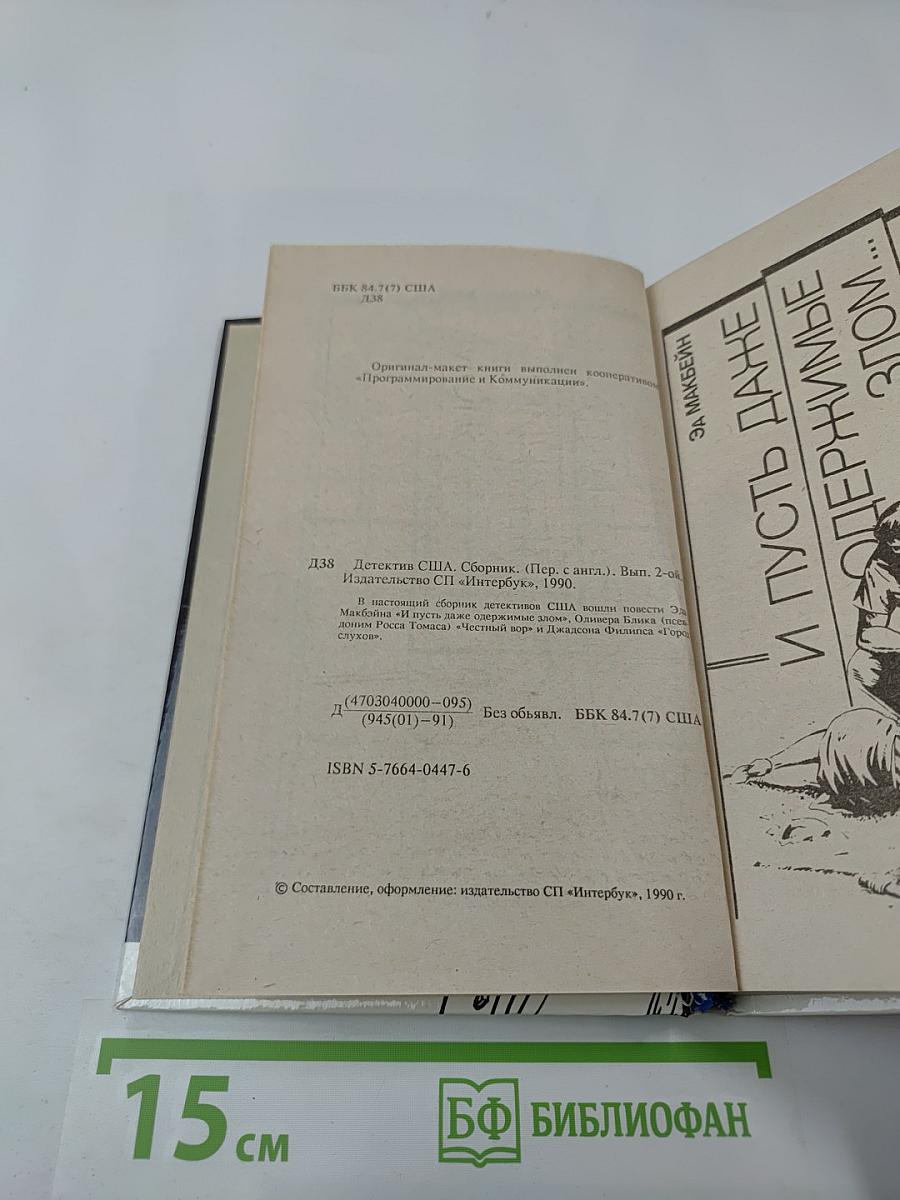 ББК 84.7(7) США
Д38
Оригинал-макет книги выполнен кооперативом
«Программирование и Коммуникации».
Д38 Детектив США. Сборник. (Пер. с англ.). Вып. 2-ой.
Издательство СП «Интербук», 1990.
В настоящий сборник детективов США вошли повести Эда
Макбэйна «И пусть даже одержимые злом», Оливера Блика (псев
доним Росса Томаса) «Честный вор» и Джадсона Филипса «Город
слухов».
Д (4703040000–095)
(945(01)–91) Без обьявл. ББК 84.7(7) США
ISBN 5-7664-0447-6
© Составление, оформление: издательство СП «Интербук», 1990 г.
ЭД МАКБЕЙН
И ПУСТЬ ДАЖЕ
ОДЕРЖИМЫЕ
ЗЛОМ...
15 см
БФ БИБЛИОФАН